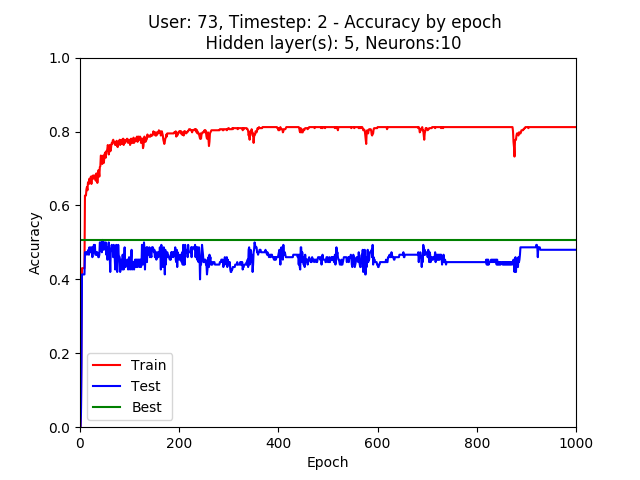 User: 73, Timestep: 2 - Accuracy by epoch
Hidden layer(s): 5, Neurons:10
1.0
0.8
0.6
0.4
0.2
0.0
Accuracy
Train
Test
Best
0 200 400 600 800 1000
Epoch